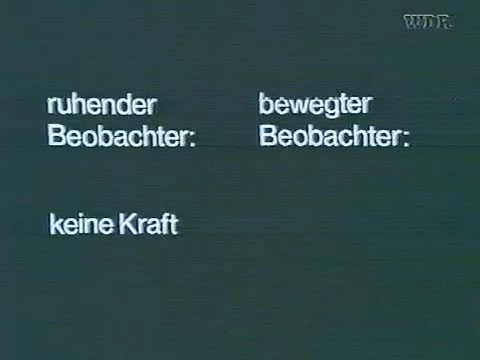 WDR
ruhender
Beobachter:
bewegter
Beobachter:
keine Kraft